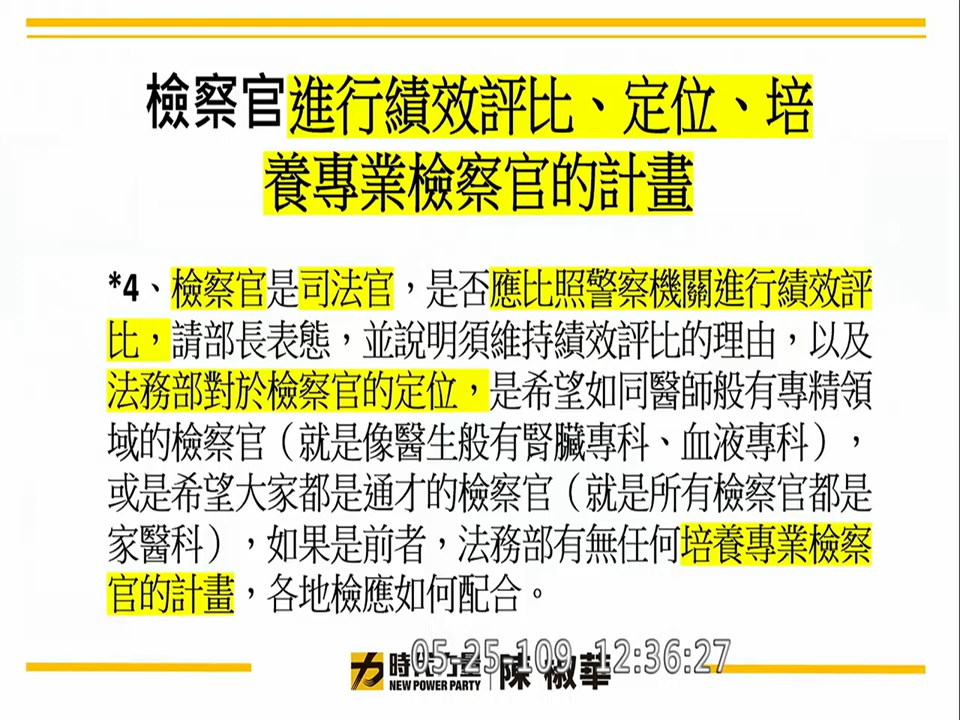 檢察官進行績效評比、定位、培
養專業檢察官的計畫
*4、檢察官是司法官，是否應比照警察機關進行績效評
比，請部長表態，並說明須維持績效評比的理由，以及
法務部對於檢察官的定位，是希望如同醫師般有專精領
域的檢察官（就是像醫生般有腎臟專科、血液專科），
或是希望大家都是通才的檢察官（就是所有檢察官都是
家醫科），如果是前者，法務部有無任何培養專業檢察
官的計畫，各地檢應如何配合。
時代力量 陳椒華
NEW POWER PARTY
05-25-109 12:36:27